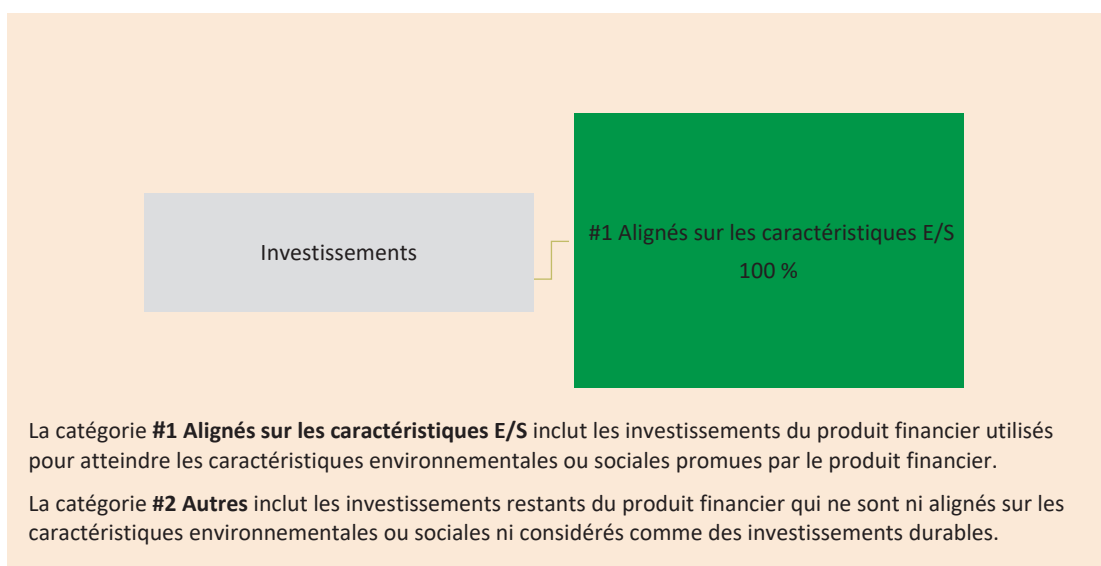 Investissements
#1 Alignés sur les caractéristiques E/S
100 %
La catégorie #1 Alignés sur les caractéristiques E/S inclut les investissements du produit financier utilisés
pour atteindre les caractéristiques environnementales ou sociales promues par le produit financier.
La catégorie #2 Autres inclut les investissements restants du produit financier qui ne sont ni alignés sur les
caractéristiques environnementales ou sociales ni considérés comme des investissements durables.